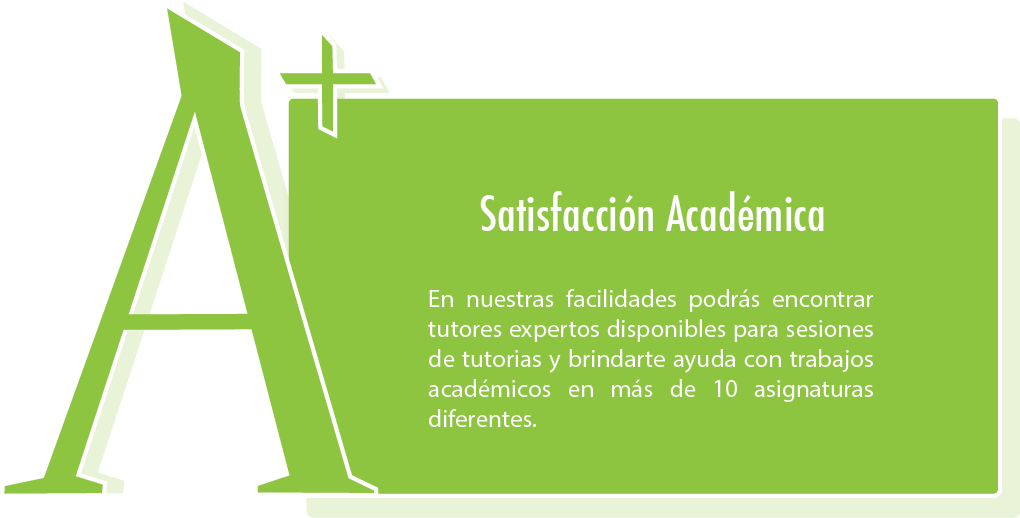 A+
Satisfacción Académica
En nuestras facilidades podrás encontrar
tutores expertos disponibles para sesiones
de tutorias y brindarte ayuda con trabajos
académicos en más de 10 asignaturas
diferentes.